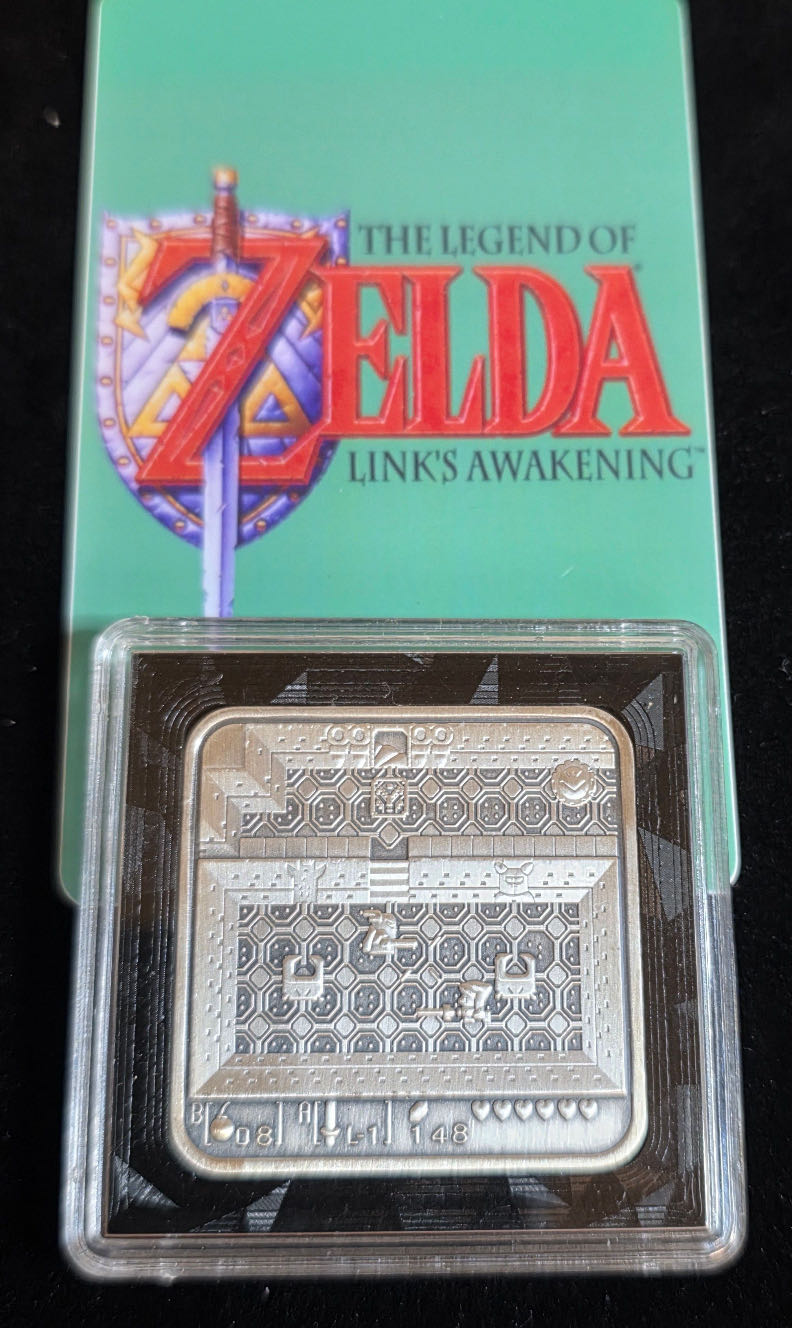 THE LEGEND OF
ZELDA
LINK'S AWAKENING™
B[08] A[L-1] 148